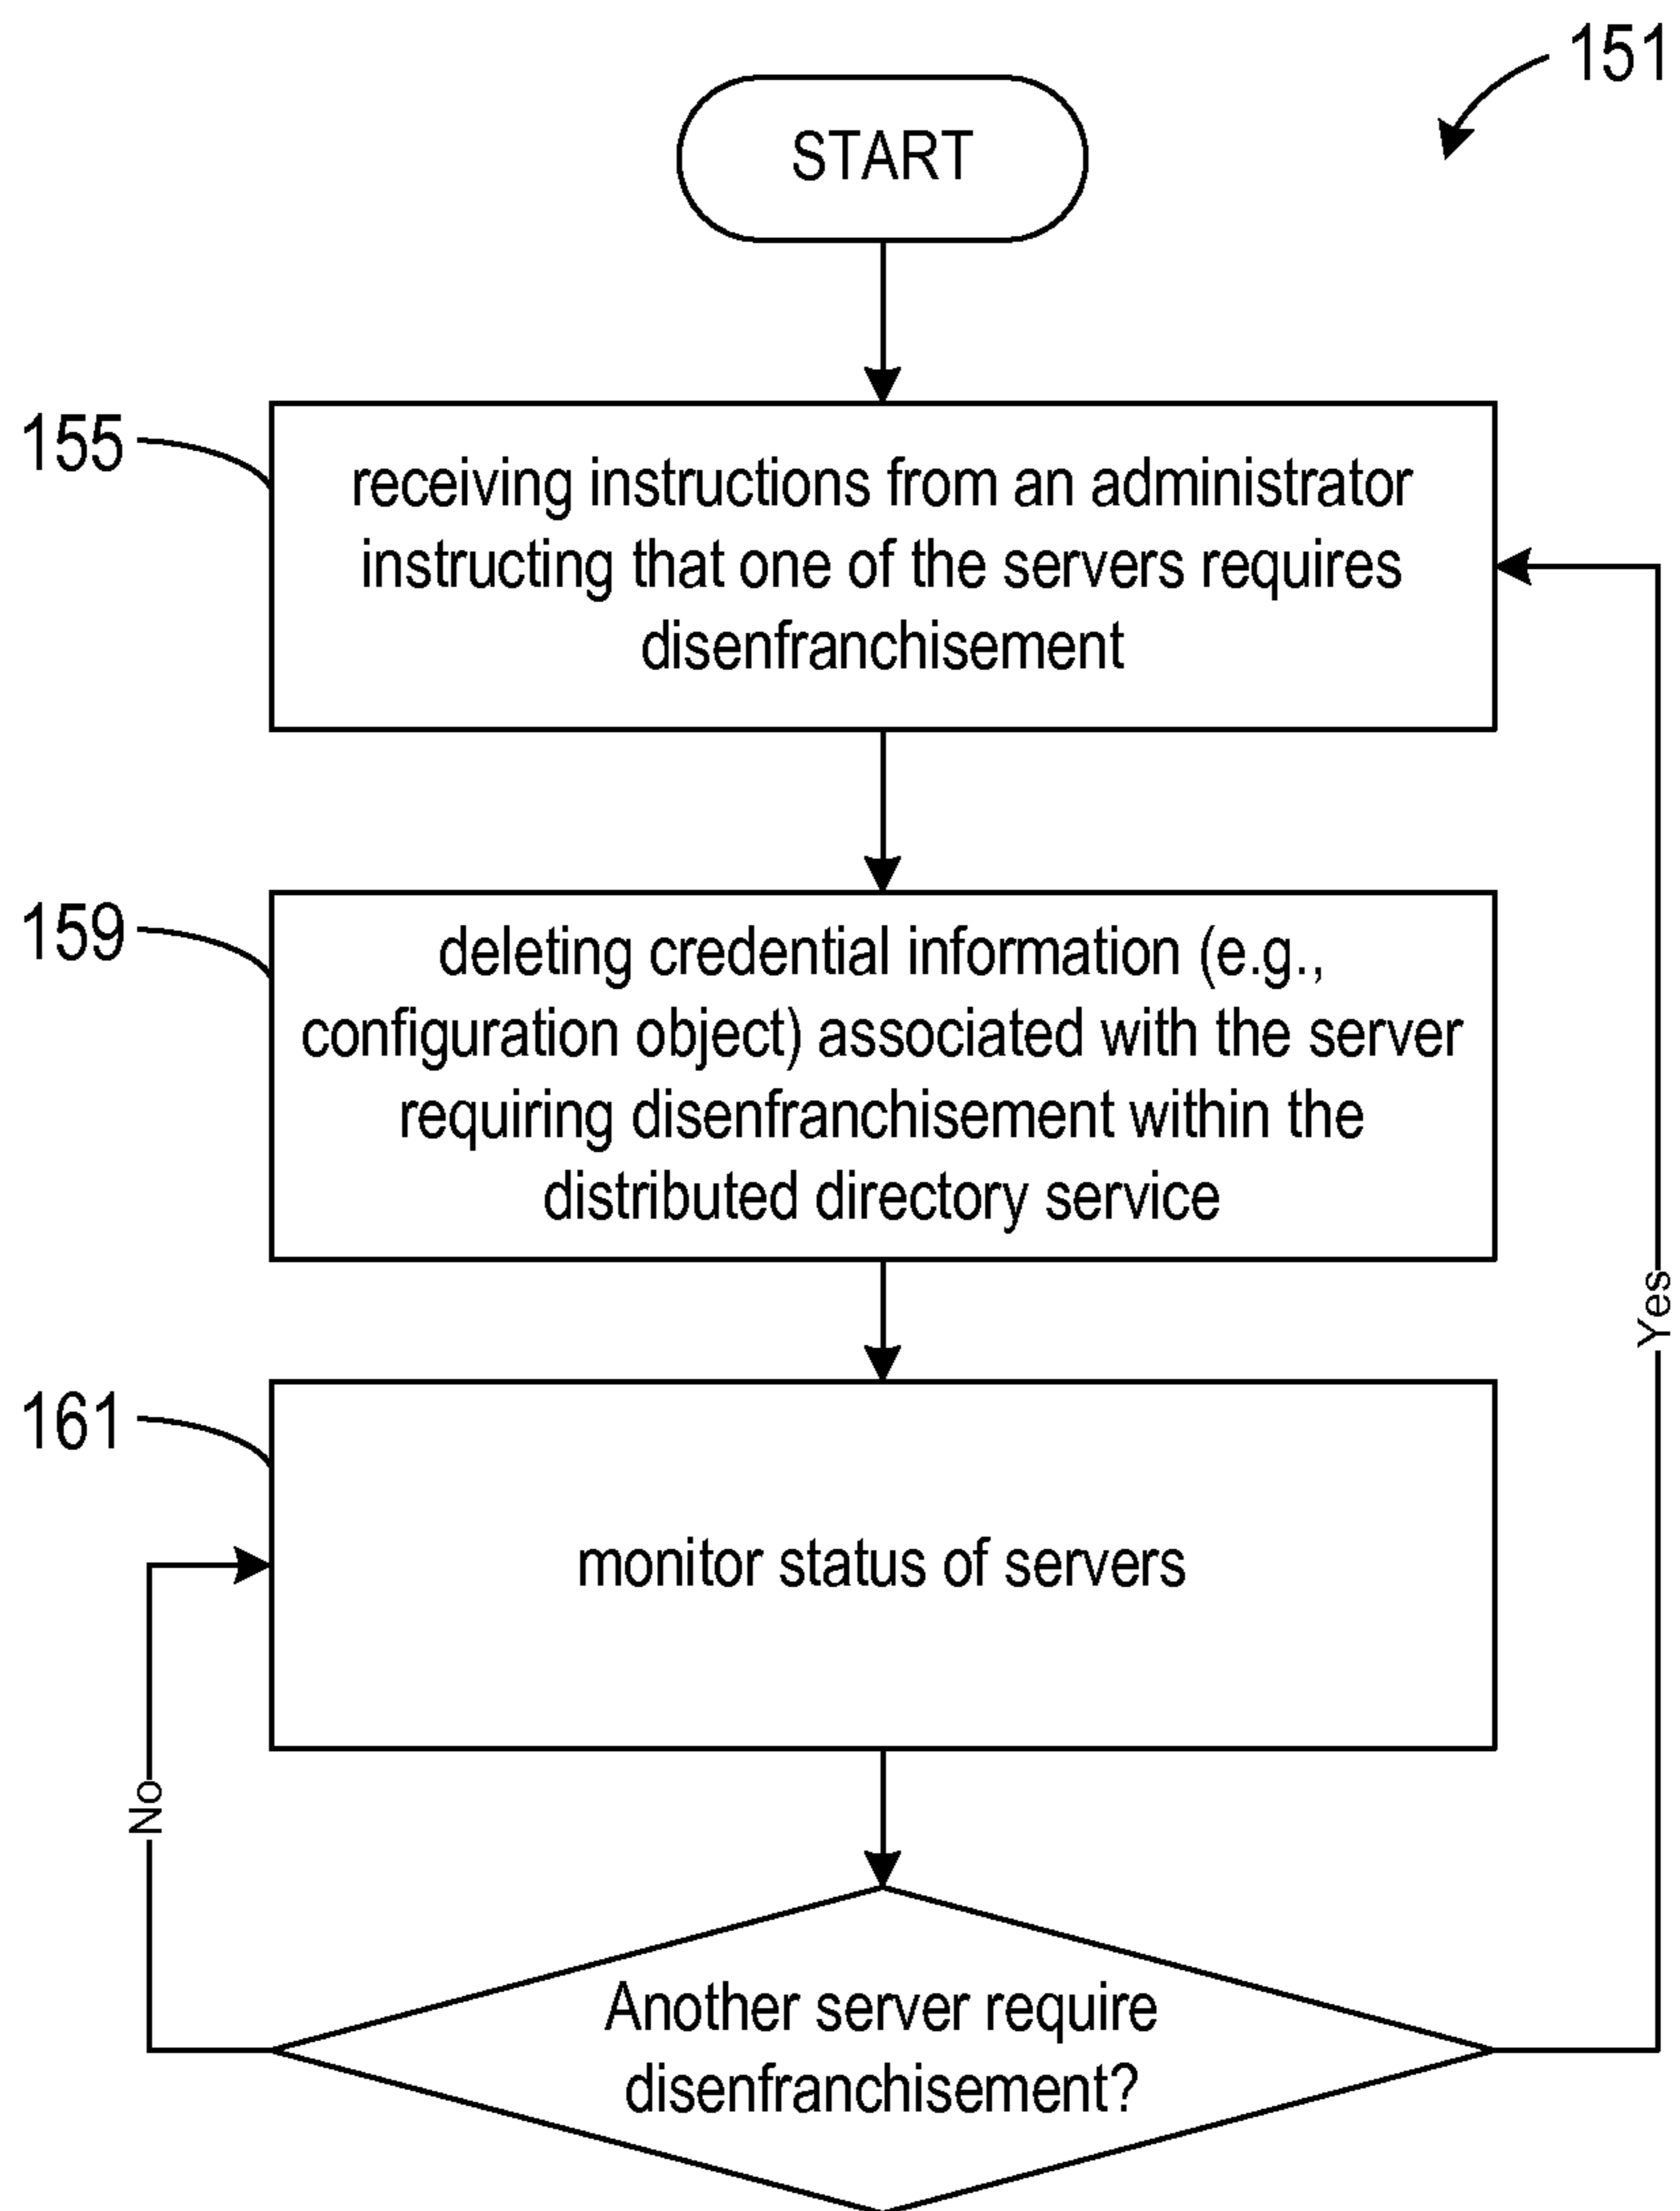 151
START
155
receiving instructions from an administrator
instructing that one of the servers requires
disenfranchisement
159
deleting credential information (e.g.,
configuration object) associated with the server
requiring disenfranchisement within the
distributed directory service
Yes
161
monitor status of servers
No
Another server require
disenfranchisement?